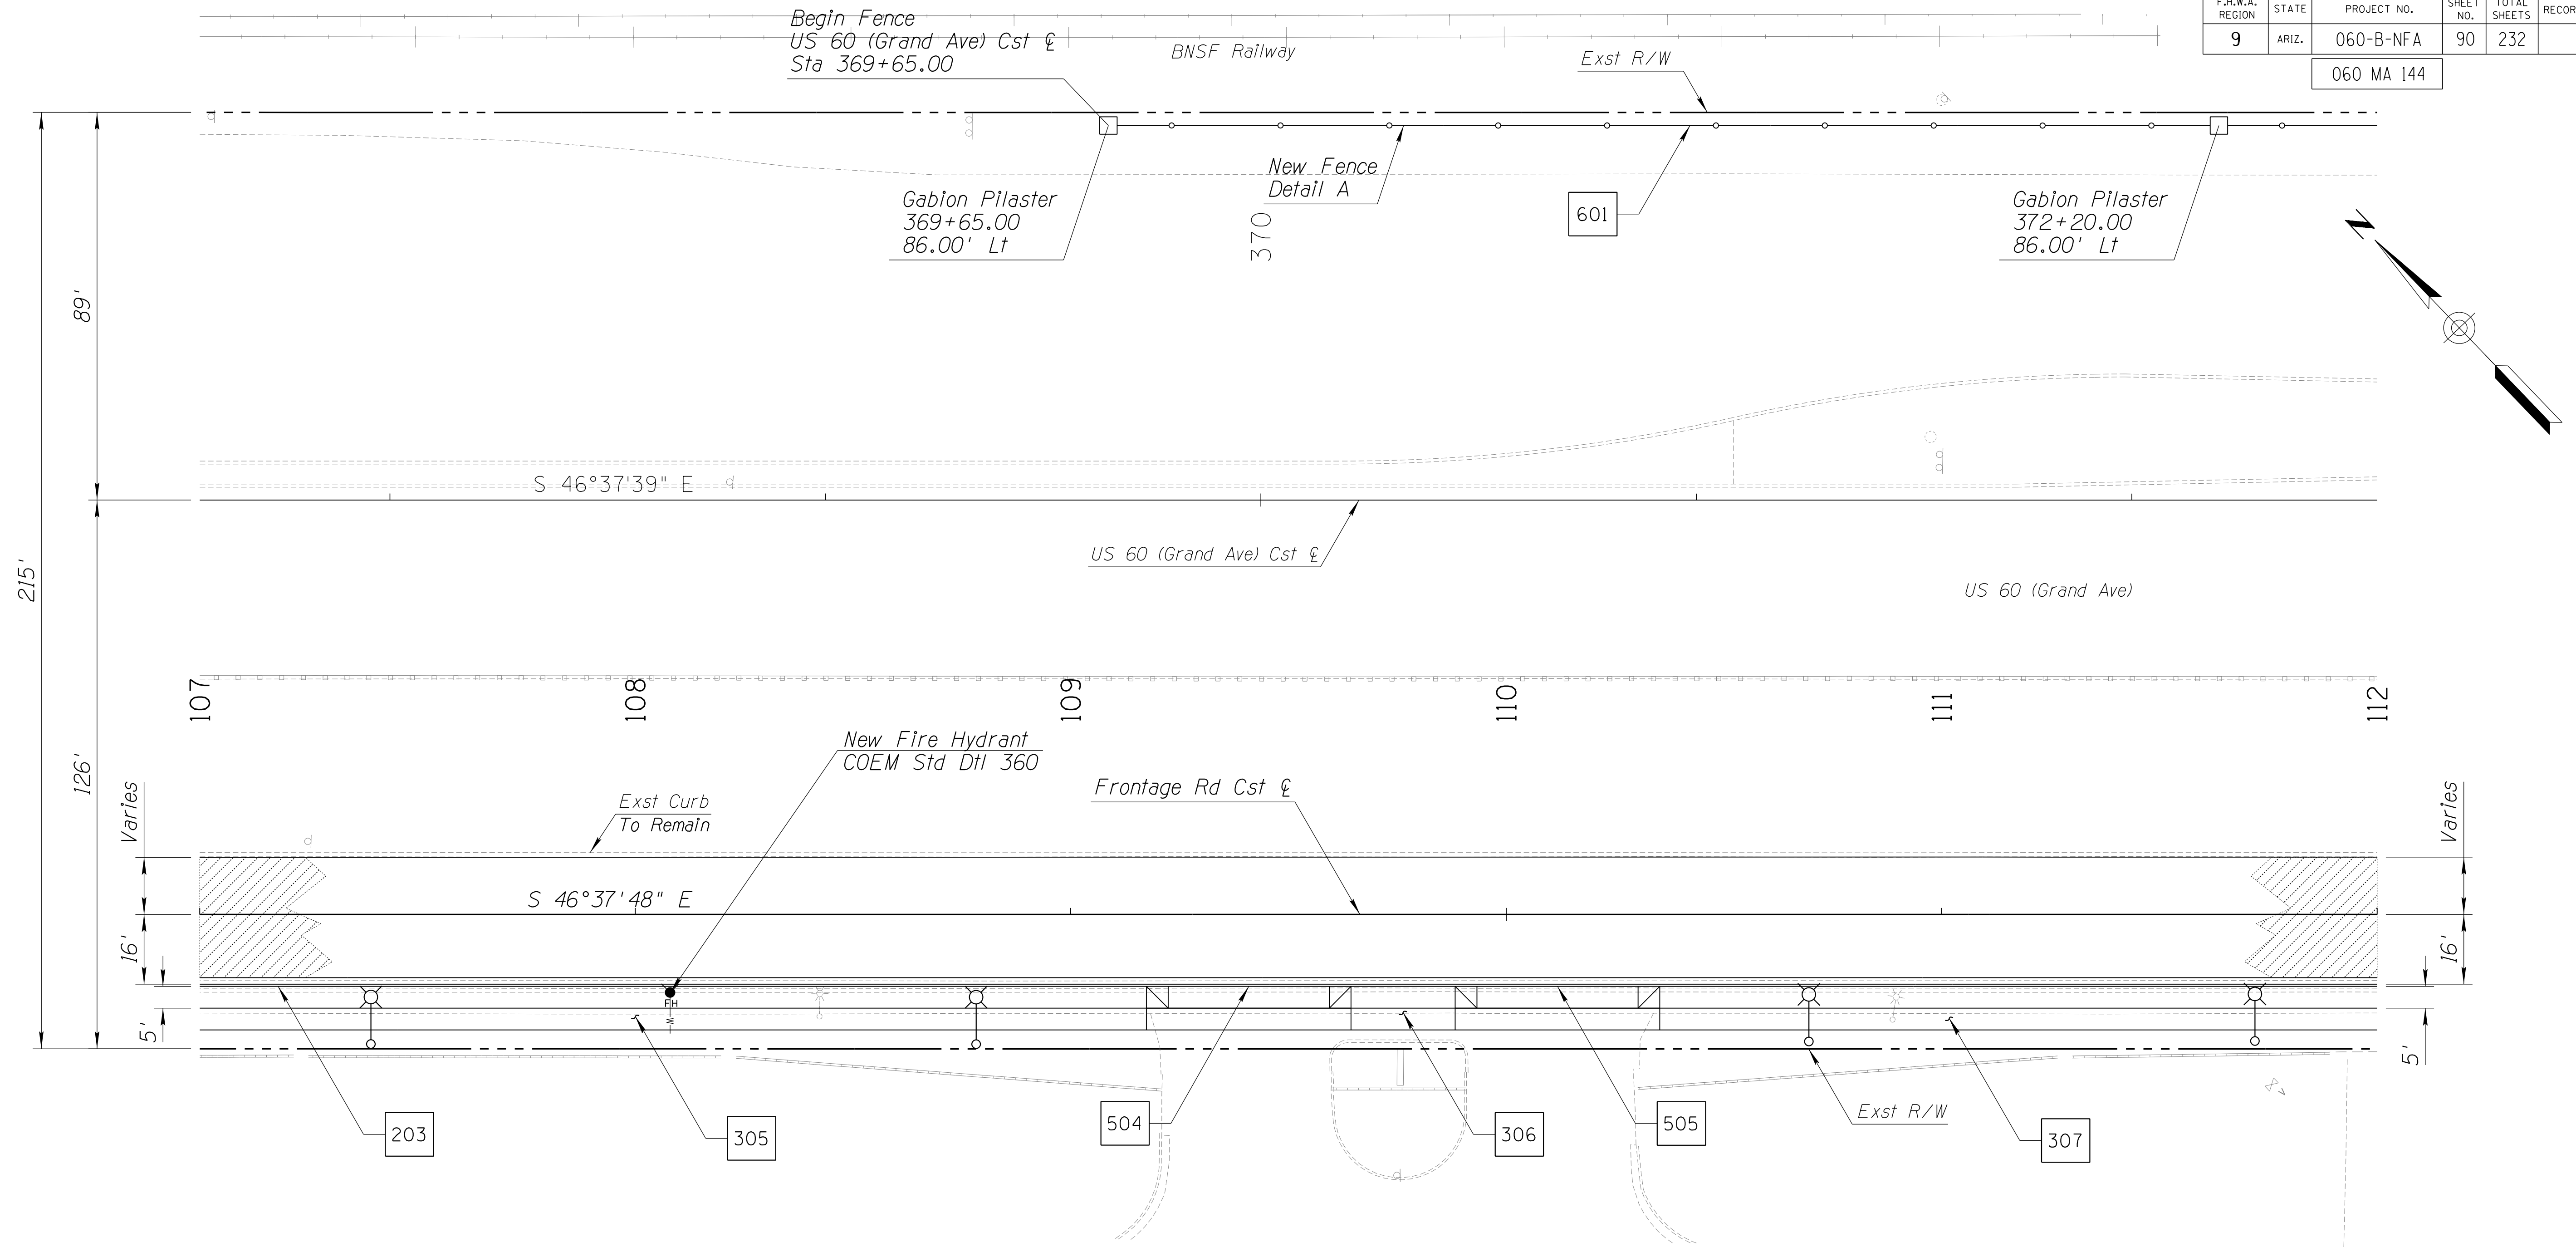 F.H.W.A. REGION
STATE
PROJECT NO.
SHEET NO.
TOTAL SHEETS
9
ARIZ.
060-B-NFA
90
232
060 MA 144
Begin Fence
US 60 (Grand Ave) Cst ℄
Sta 369+65.00
BNSF Railway
Exst R/W
New Fence
Detail A
Gabion Pilaster
369+65.00
86.00' Lt
370
601
Gabion Pilaster
372+20.00
86.00' Lt
N
89'
215'
126'
S 46°37'39" E
US 60 (Grand Ave) Cst ℄
US 60 (Grand Ave)
107
108
109
110
111
112
New Fire Hydrant
COEM Std Dtl 360
Exst Curb
To Remain
Frontage Rd Cst ℄
Varies
Varies
S 46°37'48" E
16'
16'
5'
5'
FH
W
203
305
504
306
505
Exst R/W
307
V